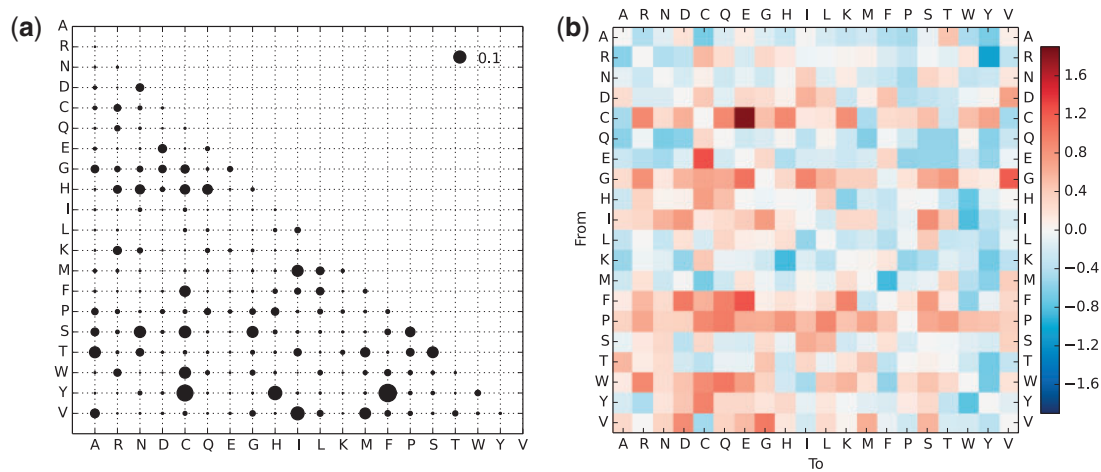 (a)
A
R
N
D
C
Q
E
G
H
I
L
K
M
F
P
S
T
W
Y
V
0.1
A R N D C Q E G H I L K M F P S T W Y V
(b)
A R N D C Q E G H I L K M F P S T W Y V
From
A A
R R
N N
D D
C C
Q Q
E E
G G
H H
I I
L L
K K
M M
F F
P P
S S
T T
W W
Y Y
V V
A R N D C Q E G H I L K M F P S T W Y V
To
1.6
1.2
0.8
0.4
0.0
−0.4
−0.8
−1.2
−1.6